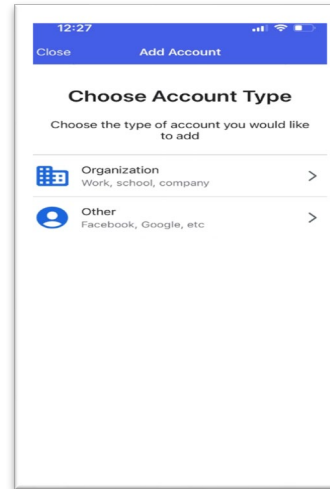 12:27
Close Add Account
Choose Account Type
Choose the type of account you would like
to add
Organization
Work, school, company
Other
Facebook, Google, etc